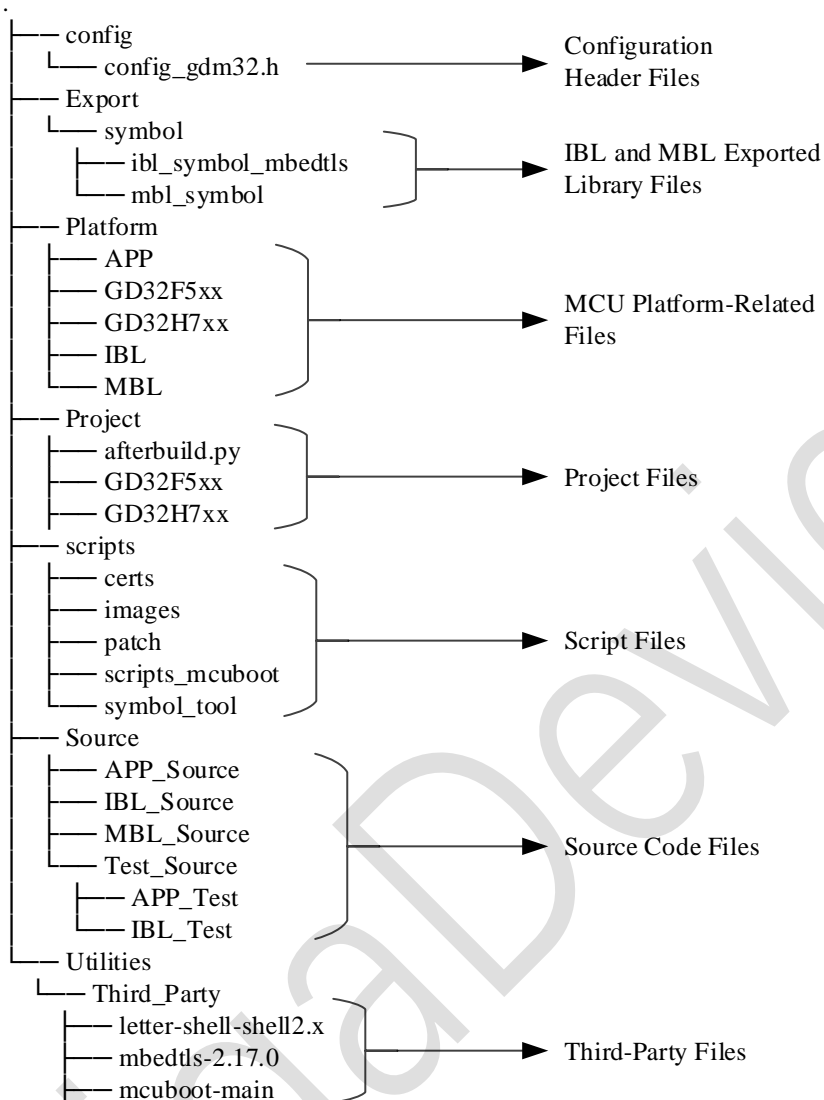 .
config
config_gdm32.h
Configuration
Header Files
Export
symbol
ibl_symbol_mbedtls
mbl_symbol
IBL and MBL Exported
Library Files
Platform
APP
GD32F5xx
GD32H7xx
IBL
MBL
MCU Platform-Related
Files
Project
afterbuild.py
GD32F5xx
GD32H7xx
Project Files
scripts
certs
images
patch
scripts_mcuboot
symbol_tool
Script Files
Source
APP_Source
IBL_Source
MBL_Source
Test_Source
APP_Test
IBL_Test
Source Code Files
Utilities
Third_Party
letter-shell-shell2.x
mbedtls-2.17.0
mcuboot-main
Third-Party Files